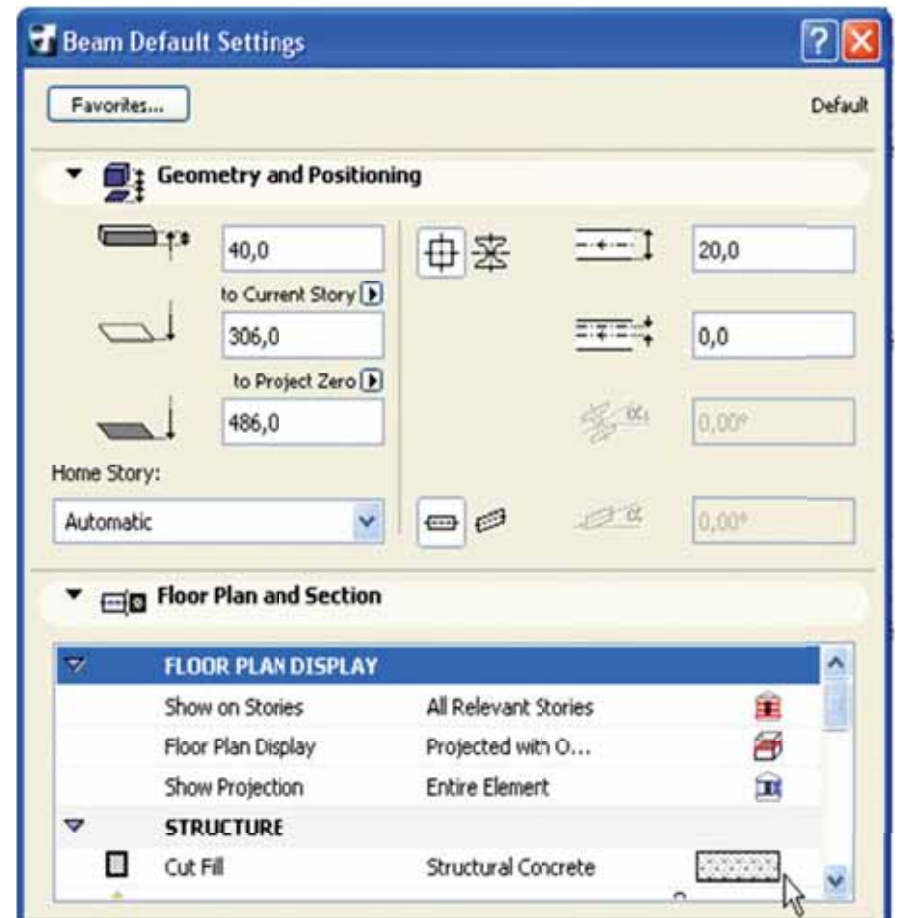 Beam Default Settings
Favorites...
Default
Geometry and Positioning
40,0
20,0
to Current Story
306,0
0,0
to Project Zero
486,0
α1
0,00°
Home Story:
Automatic
α
0,00°
Floor Plan and Section
FLOOR PLAN DISPLAY
Show on Stories All Relevant Stories
Floor Plan Display Projected with O...
Show Projection Entire Element
STRUCTURE
Cut Fill Structural Concrete